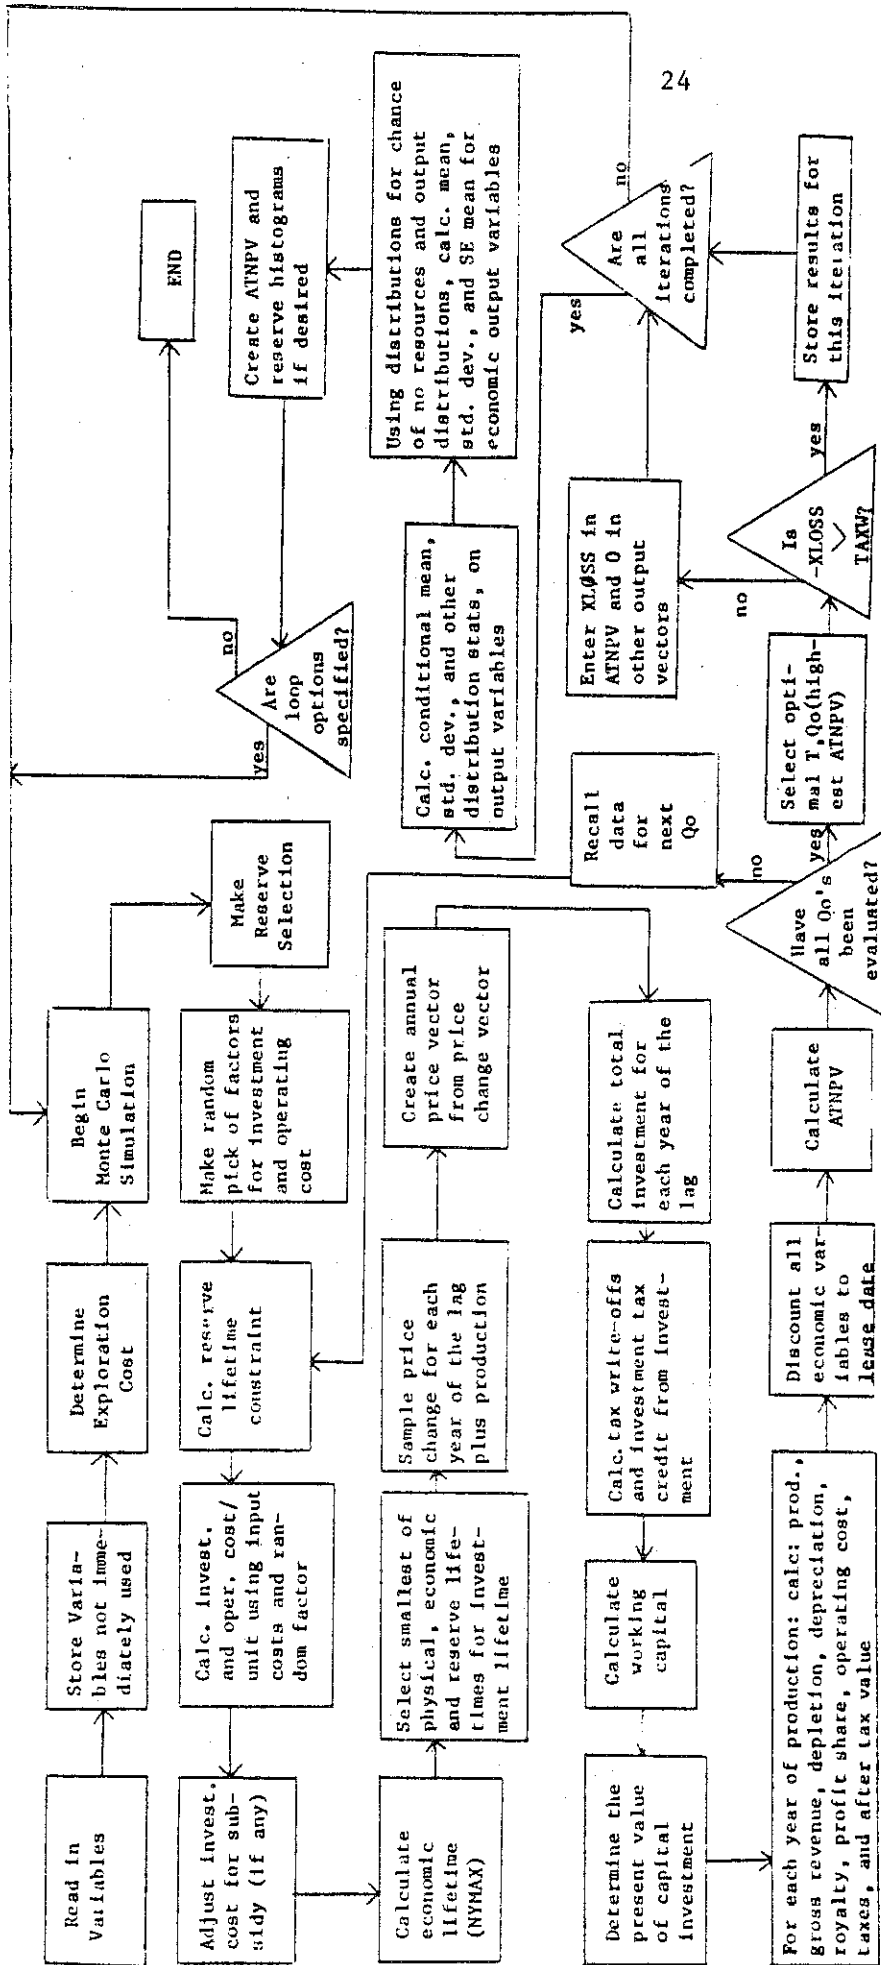 24
Read in
Variables
Store Varia-
bles not imme-
diately used
Determine
Exploration
Cost
Begin
Monte Carlo
Simulation
Make
Reserve
Selection
Make random
pick of factors
for investment
and operating
cost
Calc. reserve
lifetime
constraint
Calc. invest.
and oper. cost/
unit using input
costs and ran-
dom factor
Adjust invest.
cost for sub-
sidy (if any)
Calculate
economic
lifetime
(NYMAX)
Select smallest of
physical, economic
and reserve life-
times for invest-
ment lifetime
Sample price
change for each
year of the lag
plus production
Create annual
price vector
from price
change vector
Calculate total
investment for
each year of the
lag
Calc. tax write-offs
and investment tax
credit from invest-
ment
Calculate
working
capital
Determine the
present value
of capital
investment
For each year of production: calc: prod.,
gross revenue, depletion, depreciation,
royalty, profit share, operating cost,
taxes, and after tax value
Discount all
economic var-
iables to
lease date
Calculate
ATNPV
Have
all Qo's
been
evaluated?
no
yes
Recall
data
for
next
Qo
Select opti-
mal T,Qo(high-
est ATNPV)
Is
-XLOSS
>
TAXW?
no
yes
Enter XLØSS in
ATNPV and 0 in
other output
vectors
Store results for
this iteration
Are
all
iterations
completed?
yes
no
Calc. conditional mean,
std. dev., and other
distribution stats, on
output variables
Using distributions for chance
of no resources and output
distributions, calc. mean,
std. dev., and SE mean for
economic output variables
Create ATNPV and
reserve histograms
if desired
Are
loop
options
specified?
yes
no
END